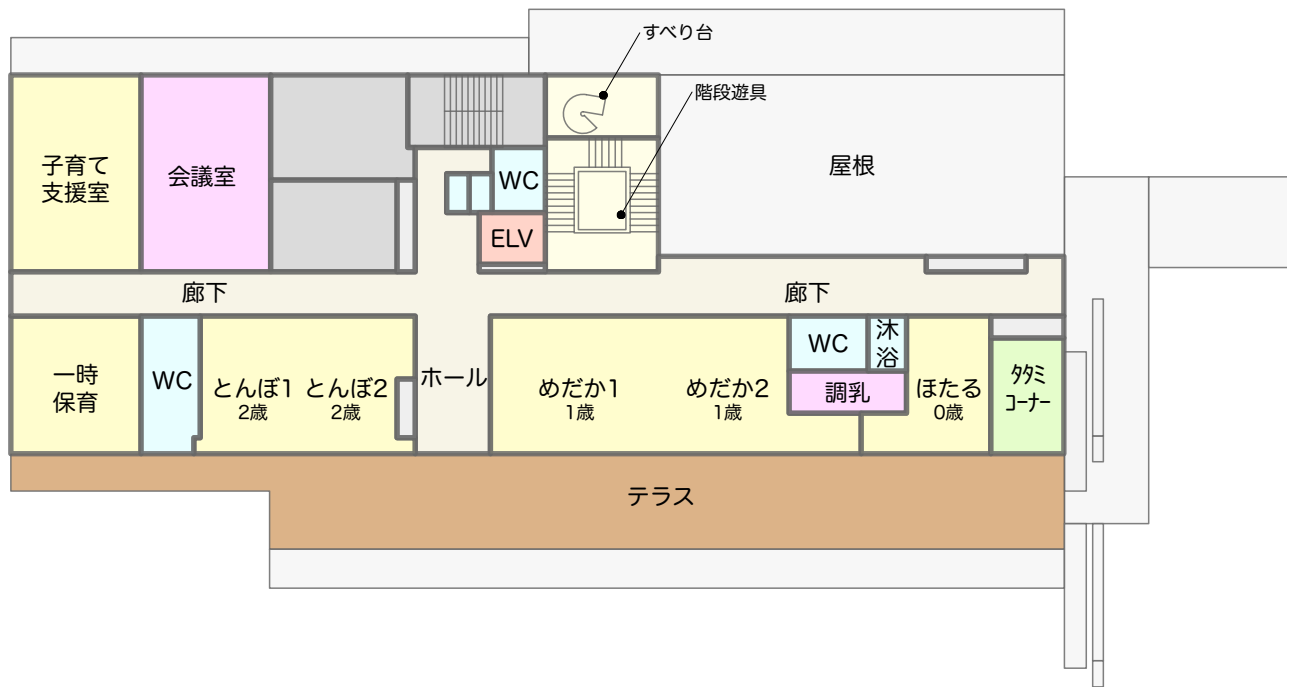 すべり台
階段遊具
子育て
支援室
会議室
WC
ELV
屋根
廊下
廊下
一時
保育
WC
とんぼ1
2歳
とんぼ2
2歳
ホール
めだか1
1歳
めだか2
1歳
WC
沐
浴
調乳
ほたる
0歳
ﾀﾀﾐ
ｺｰﾅｰ
テラス